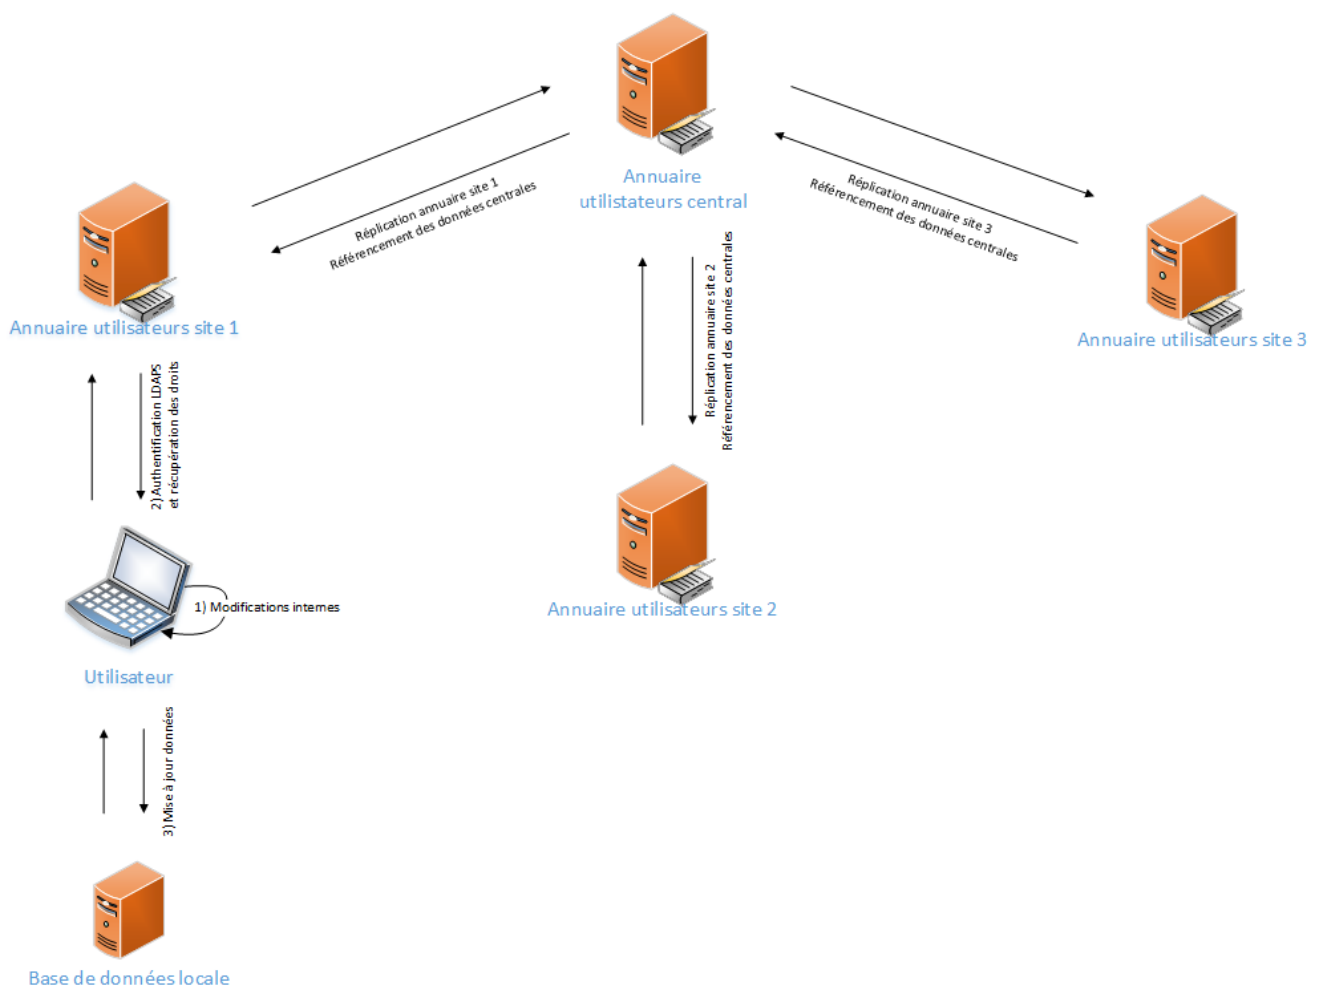 Annuaire
utilistateurs central
Réplication annuaire site 1
Référencement des données centrales
Réplication annuaire site 3
Référencement des données centrales
Annuaire utilisateurs site 1
Annuaire utilisateurs site 3
Réplication annuaire site 2
Référencement des données centrales
2) Authentification LDAPS
et récupération des droits
1) Modifications internes
Annuaire utilisateurs site 2
Utilisateur
3) Mise à jour données
Base de données locale